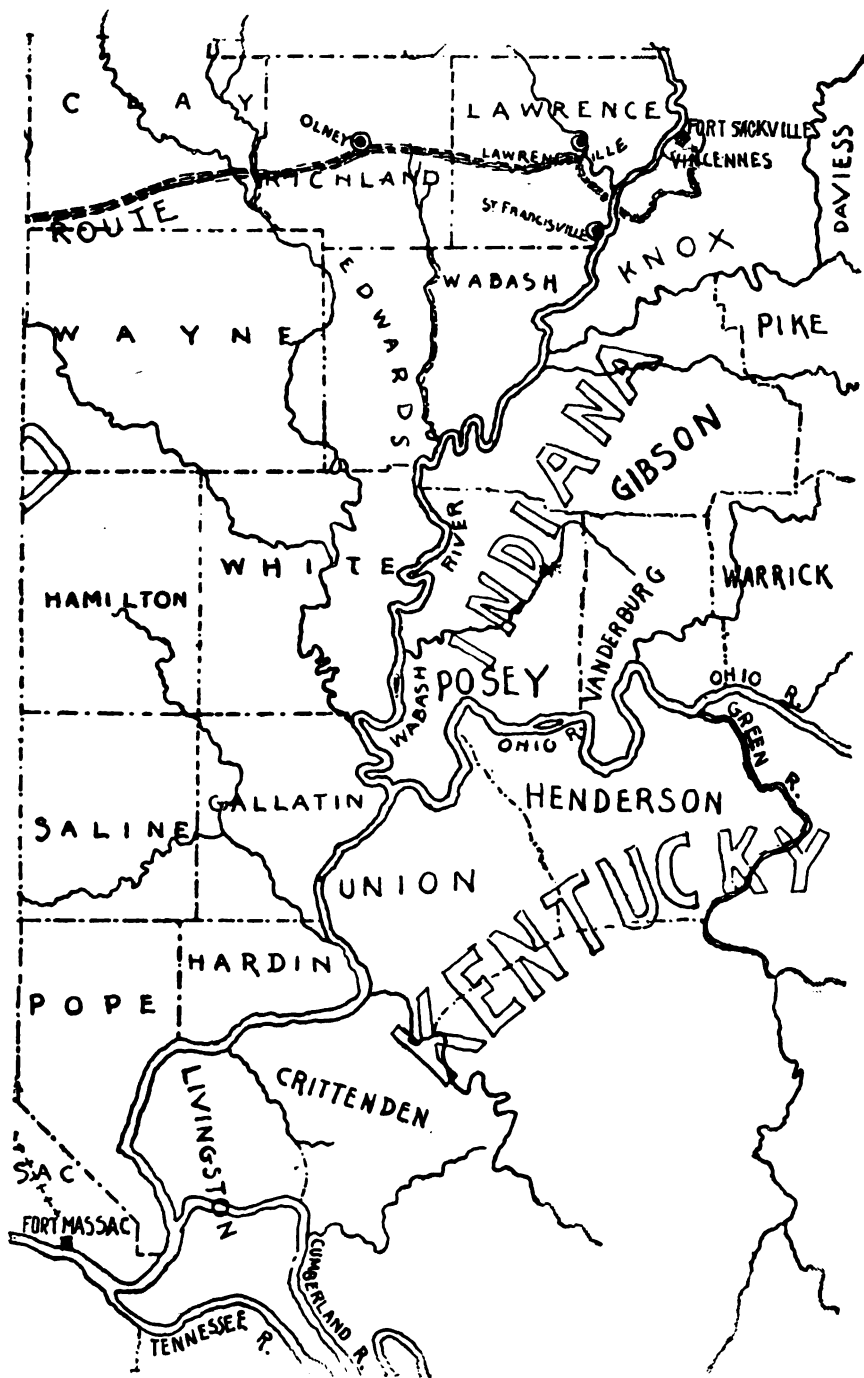 CLAY
LAWRENCE
OLNEY
FORT SACKVILLE
LAWRENCEVILLE
VINCENNES
DAVIESS
RICHLAND
ROUTE
ST FRANCISVILLE
KNOX
EDWARDS
WABASH
WAYNE
PIKE
INDIANA
GIBSON
WHITE
RIVER
HAMILTON
VANDERBURG
WARRICK
POSEY
WABASH
OHIO R.
OHIO R.
GREEN R.
GALLATIN
HENDERSON
SALINE
UNION
KENTUCKY
HARDIN
POPE
LIVINGSTON
CRITTENDEN
SAC
FORT MASSAC
CUMBERLAND R.
TENNESSEE R.